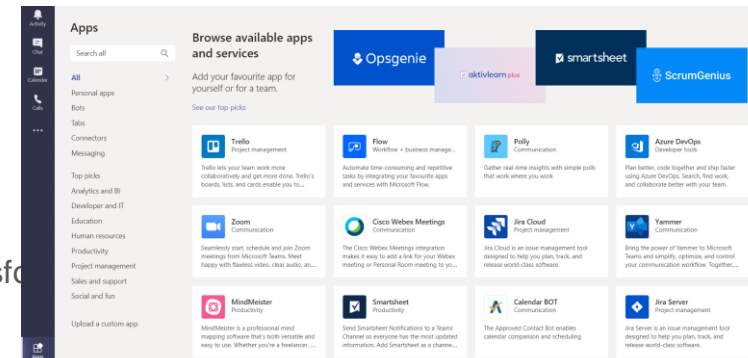 Activity
Chat
Calendar
Calls
Apps
Apps
Search all
All
Personal apps
Bots
Tabs
Connectors
Messaging
Top picks
Analytics and BI
Developer and IT
Education
Human resources
Productivity
Project management
Sales and support
Social and fun
Upload a custom app
Browse available apps
and services
Add your favourite app for
yourself or for a team.
See our top picks
Opsgenie
aktivlearn plus
smartsheet
ScrumGenius
Trello
Project management
Trello lets your team work more
collaboratively and get more done. Trello's
boards, lists, and cards enable you to...
Flow
Workflow + business manage...
Automate time-consuming and repetitive
tasks by integrating your favourite apps
and services with Microsoft Flow.
Polly
Communication
Gather real-time insights with simple polls
that work where you work
Azure DevOps
Developer tools
Plan better, code together and ship faster
using Azure DevOps. Search, find work,
and collaborate better with your team.
Zoom
Communication
Seamlessly start, schedule and join Zoom
meetings from Microsoft Teams. Meet
happy with flawless video, clear audio, an...
Cisco Webex Meetings
Communication
The Cisco Webex Meetings integration
makes it easy to add a link for your Webex
meeting or Personal Room meeting to yo...
Jira Cloud
Project management
Jira Cloud is an issue management tool
designed to help you plan, track, and
release world-class software.
Yammer
Communication
Bring the power of Yammer to Microsoft
Teams and simplify, optimize, and control
your communication workflow. Together,...
MindMeister
Productivity
MindMeister is a professional mind
mapping software that's both versatile and
easy to use. Whether you're a freelancer, ...
Smartsheet
Productivity
Send Smartsheet Notifications to a Teams
Channel so everyone has the most updated
information. Add Smartsheet as a channe...
Calendar BOT
Communication
The Approved Contact Bot enables
calendar comparison and scheduling
Jira Server
Project management
Jira Server is an issue management tool
designed to help you plan, track, and
release world-class software.